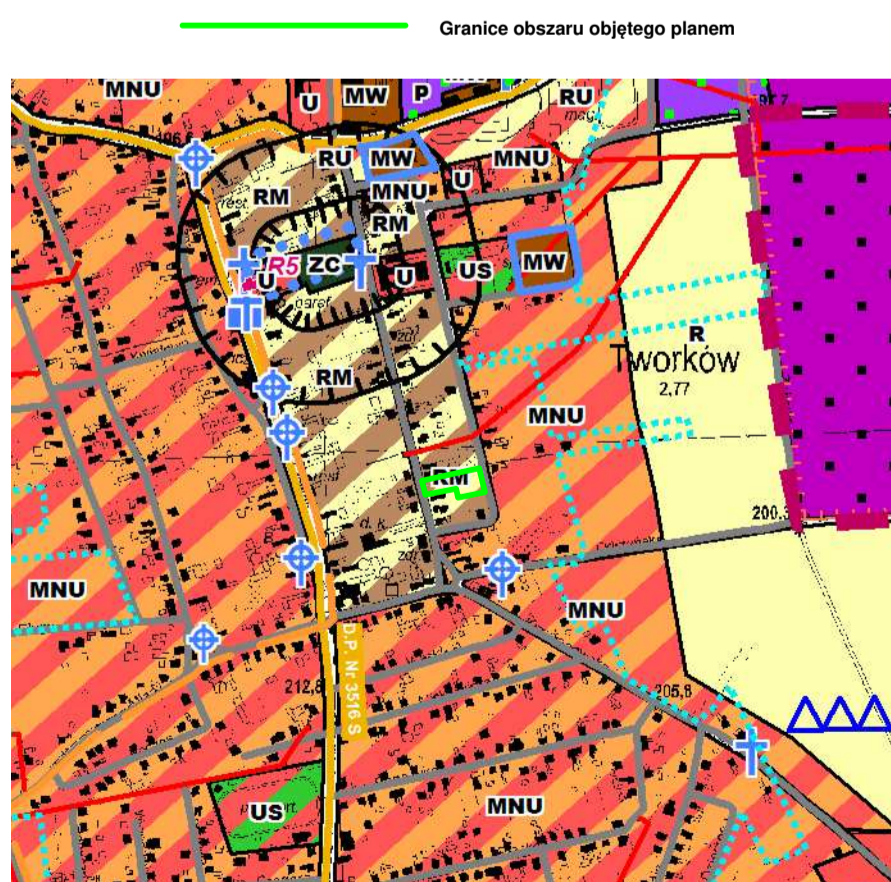 Granice obszaru objętego planem
MNU
U
MW
P
RU
RU
MW
MNU
RM
MNU
U
RM
R5
ZC
U
U
US
MW
R
Tworków
2,77
RM
MNU
RM
200,3
d. k.
MNU
MNU
D.P. Nr 3516 S
212,8
205,8
US
MNU